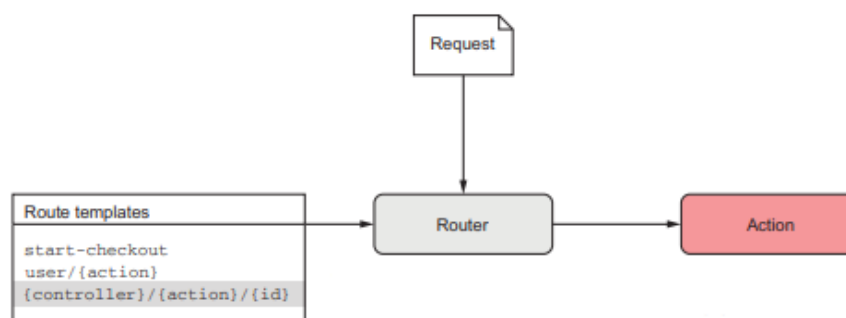 Request
Route templates
Router
Action
start-checkout
user/{action}
{controller}/{action}/{id}